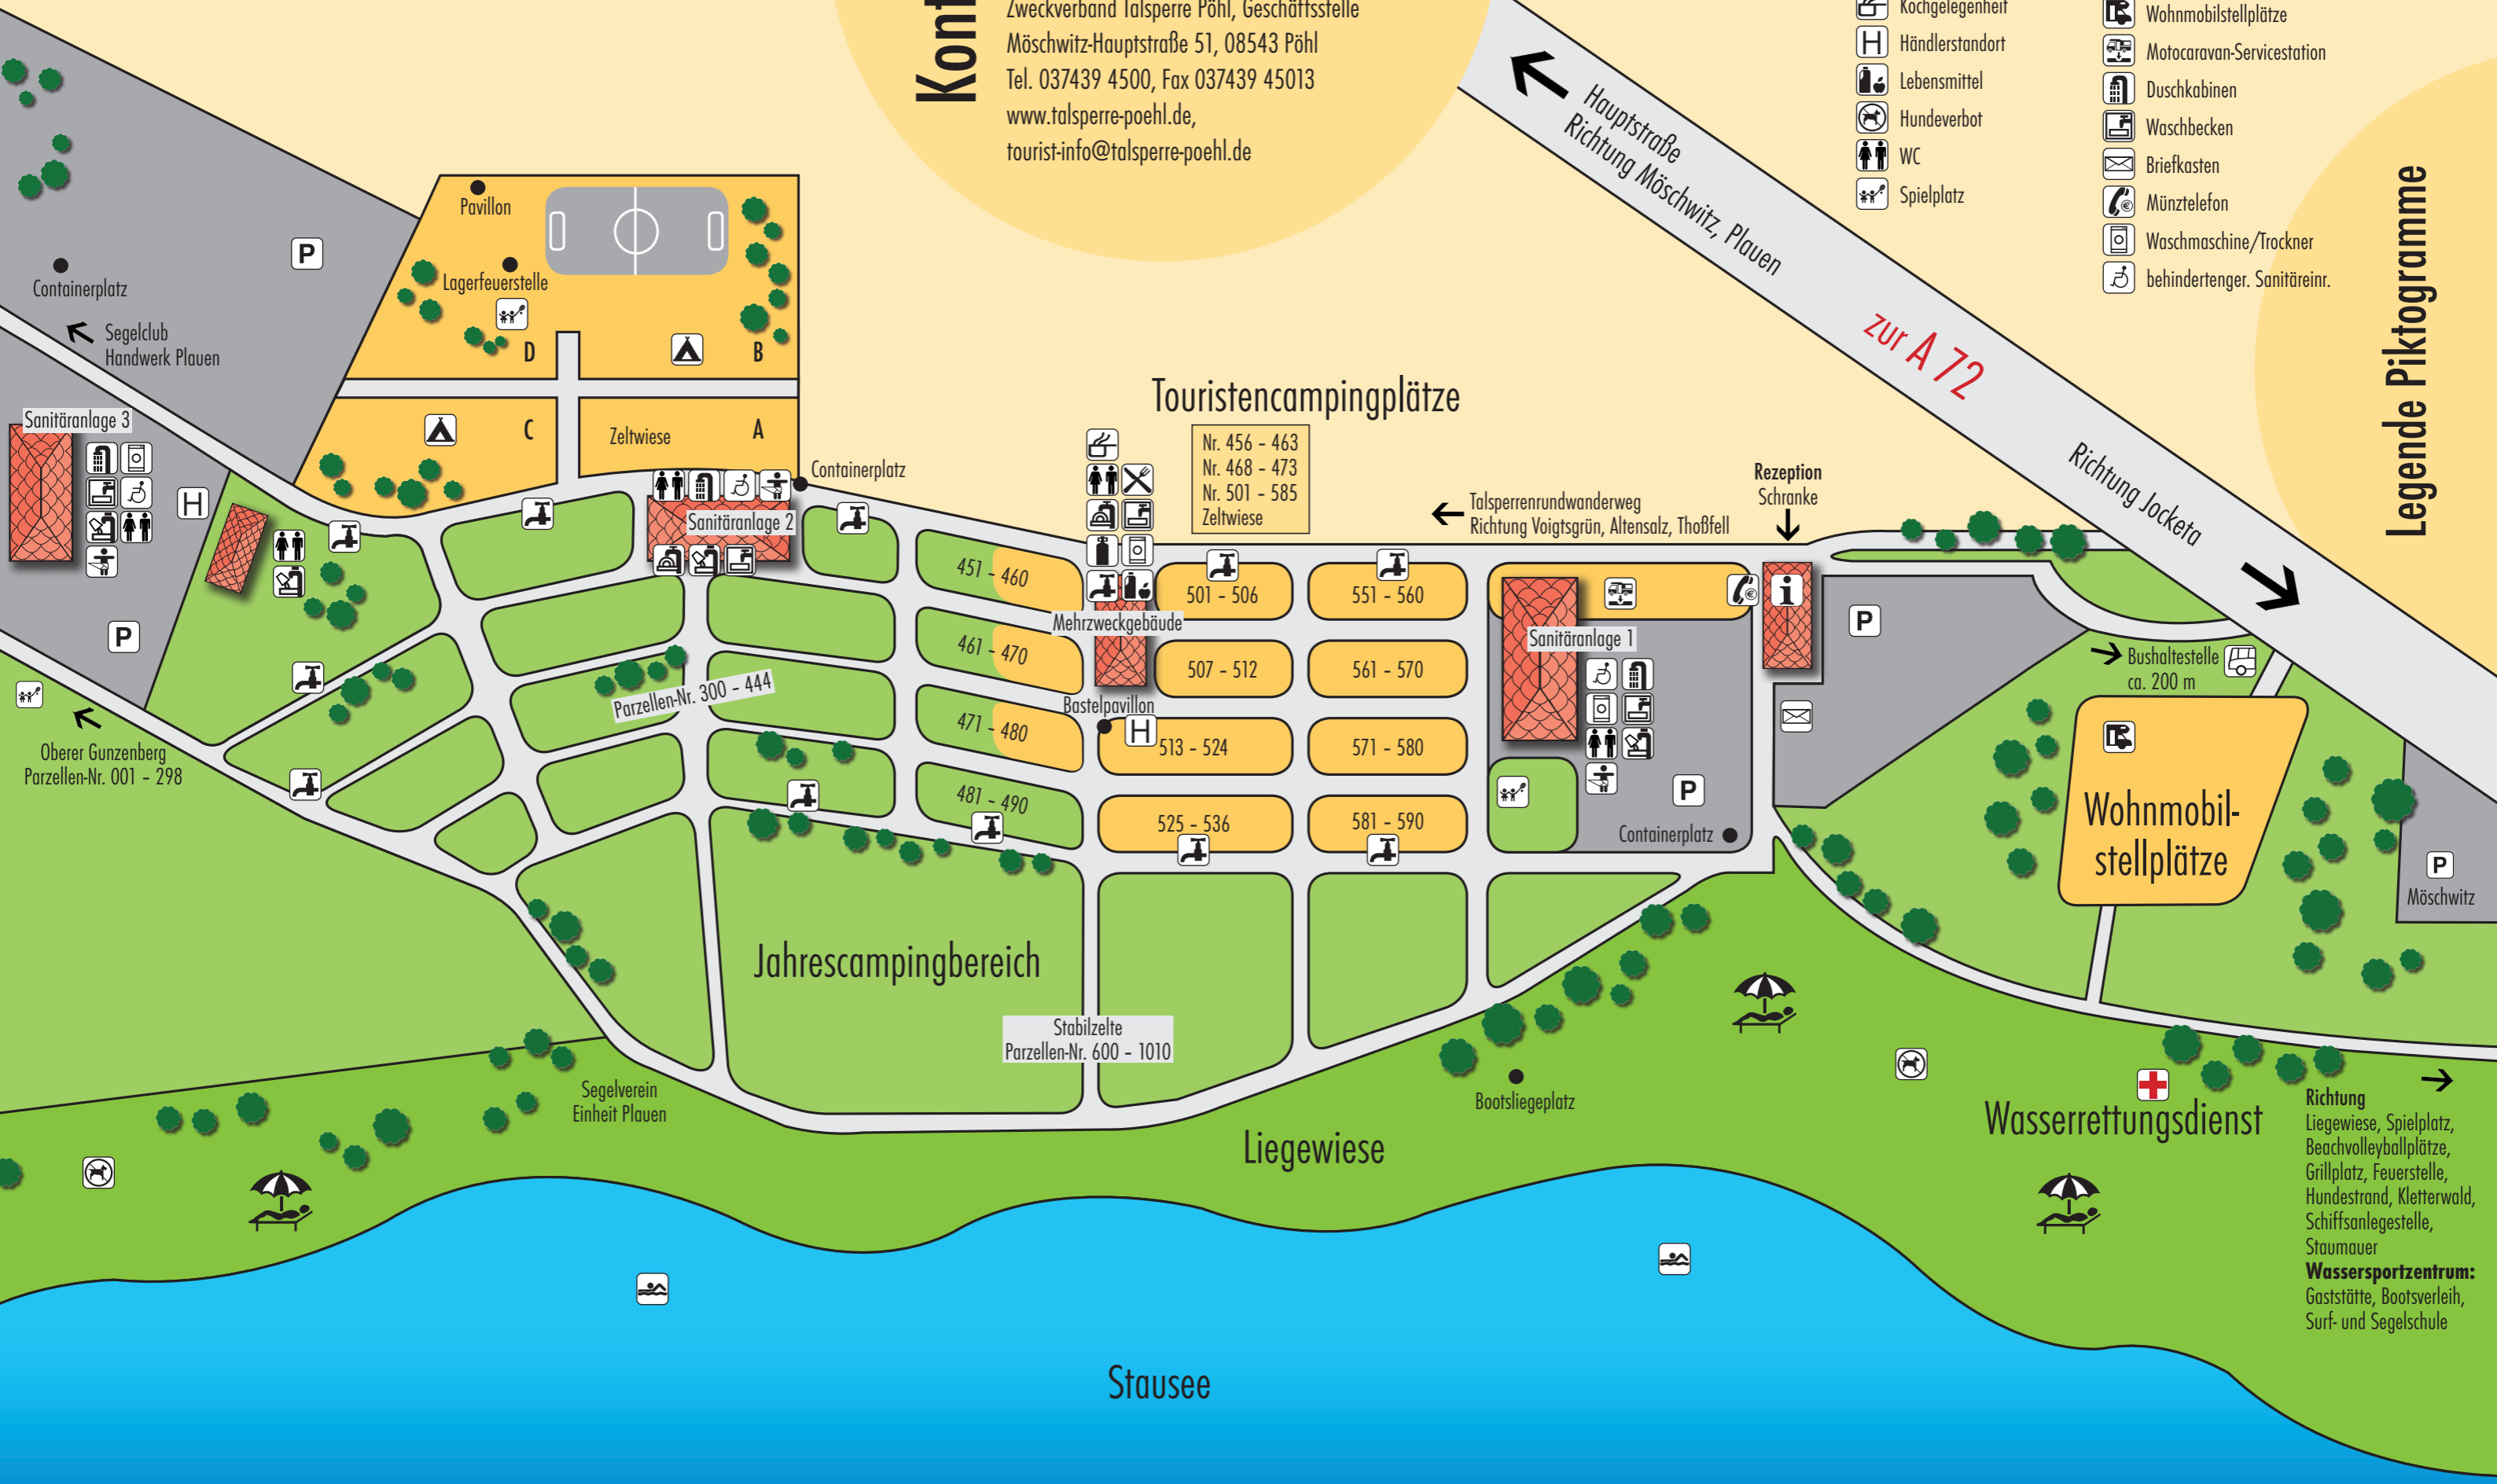 Kont
Zweckverband Talsperre Pöhl, Geschäftsstelle
Möschwitz-Hauptstraße 51, 08543 Pöhl
Tel. 037439 4500, Fax 037439 45013
www.talsperre-poehl.de,
tourist-info@talsperre-poehl.de
Kochgelegenheit
H Händlerstandort
Lebensmittel
Hundeverbot
WC
Spielplatz
Wohnmobilstellplätze
Motocaravan-Servicestation
Duschkabinen
Waschbecken
Briefkasten
Münztelefon
Waschmaschine/Trockner
behindertenger. Sanitäreinr.
Legende Piktogramme
Hauptstraße
Richtung Möschwitz, Plauen
zur A 72
Richtung Jocketa
Pavillon
Lagerfeuerstelle
P
Containerplatz
Segelclub
Handwerk Plauen
D
B
C
Zeltwiese
A
Sanitäranlage 3
H
P
Containerplatz
Sanitäranlage 2
Touristencampingplätze
Nr. 456 - 463
Nr. 468 - 473
Nr. 501 - 585
Zeltwiese
Talsperrenrundwanderweg
Richtung Voigtsgrün, Altensalz, Thoßfell
Rezeption
Schranke
i
P
451 - 460
461 - 470
471 - 480
481 - 490
Mehrzweckgebäude
Bastelpavillon
H
501 - 506
507 - 512
513 - 524
525 - 536
551 - 560
561 - 570
571 - 580
581 - 590
Sanitäranlage 1
P
Containerplatz
Bushaltestelle
ca. 200 m
Wohnmobil-
stellplätze
P
Möschwitz
Parzellen-Nr. 300 - 444
Oberer Gunzenberg
Parzellen-Nr. 001 - 298
Jahrescampingbereich
Stabilzelte
Parzellen-Nr. 600 - 1010
Segelverein
Einheit Plauen
Bootsliegeplatz
Liegewiese
Wasserrettungsdienst
Richtung
Liegewiese, Spielplatz,
Beachvolleyballplätze,
Grillplatz, Feuerstelle,
Hundestrand, Kletterwald,
Schiffsanlegestelle,
Staumauer
Wassersportzentrum:
Gaststätte, Bootsverleih,
Surf- und Segelschule
Stausee